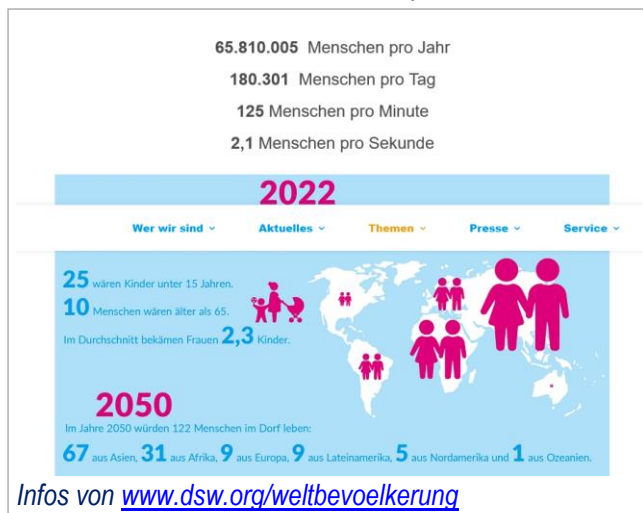 65.810.005 Menschen pro Jahr
180.301 Menschen pro Tag
125 Menschen pro Minute
2,1 Menschen pro Sekunde
2022
Wer wir sind Aktuelles Themen Presse Service
25 wären Kinder unter 15 Jahren.
10 Menschen wären älter als 65.
Im Durchschnitt bekämen Frauen 2,3 Kinder.
2050
Im Jahre 2050 würden 122 Menschen im Dorf leben:
67 aus Asien, 31 aus Afrika, 9 aus Europa, 9 aus Lateinamerika, 5 aus Nordamerika und 1 aus Ozeanien.
Infos von www.dsw.org/weltbevoelkerung